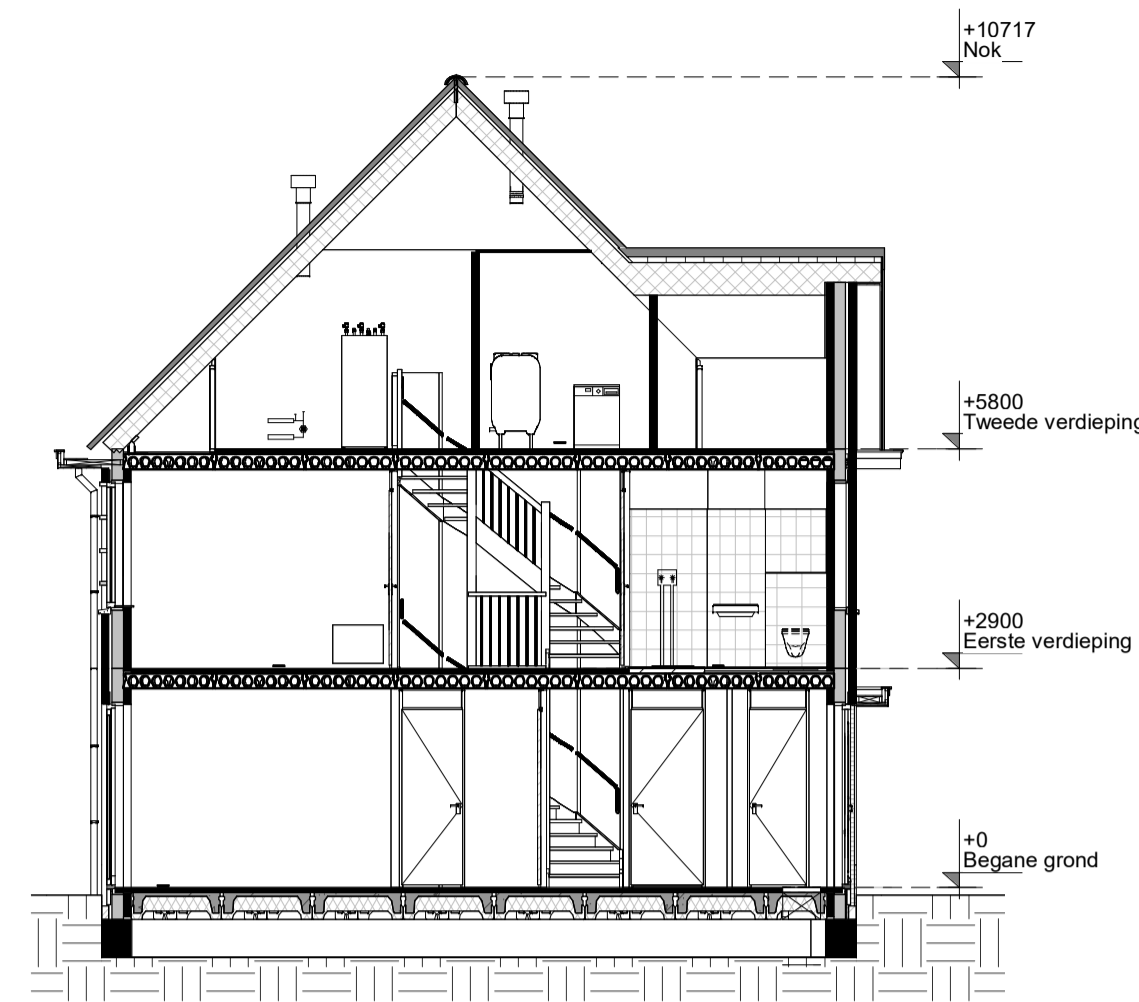 +10717
Nok
+5800
Tweede verdieping
+2900
Eerste verdieping
+0
Begane grond